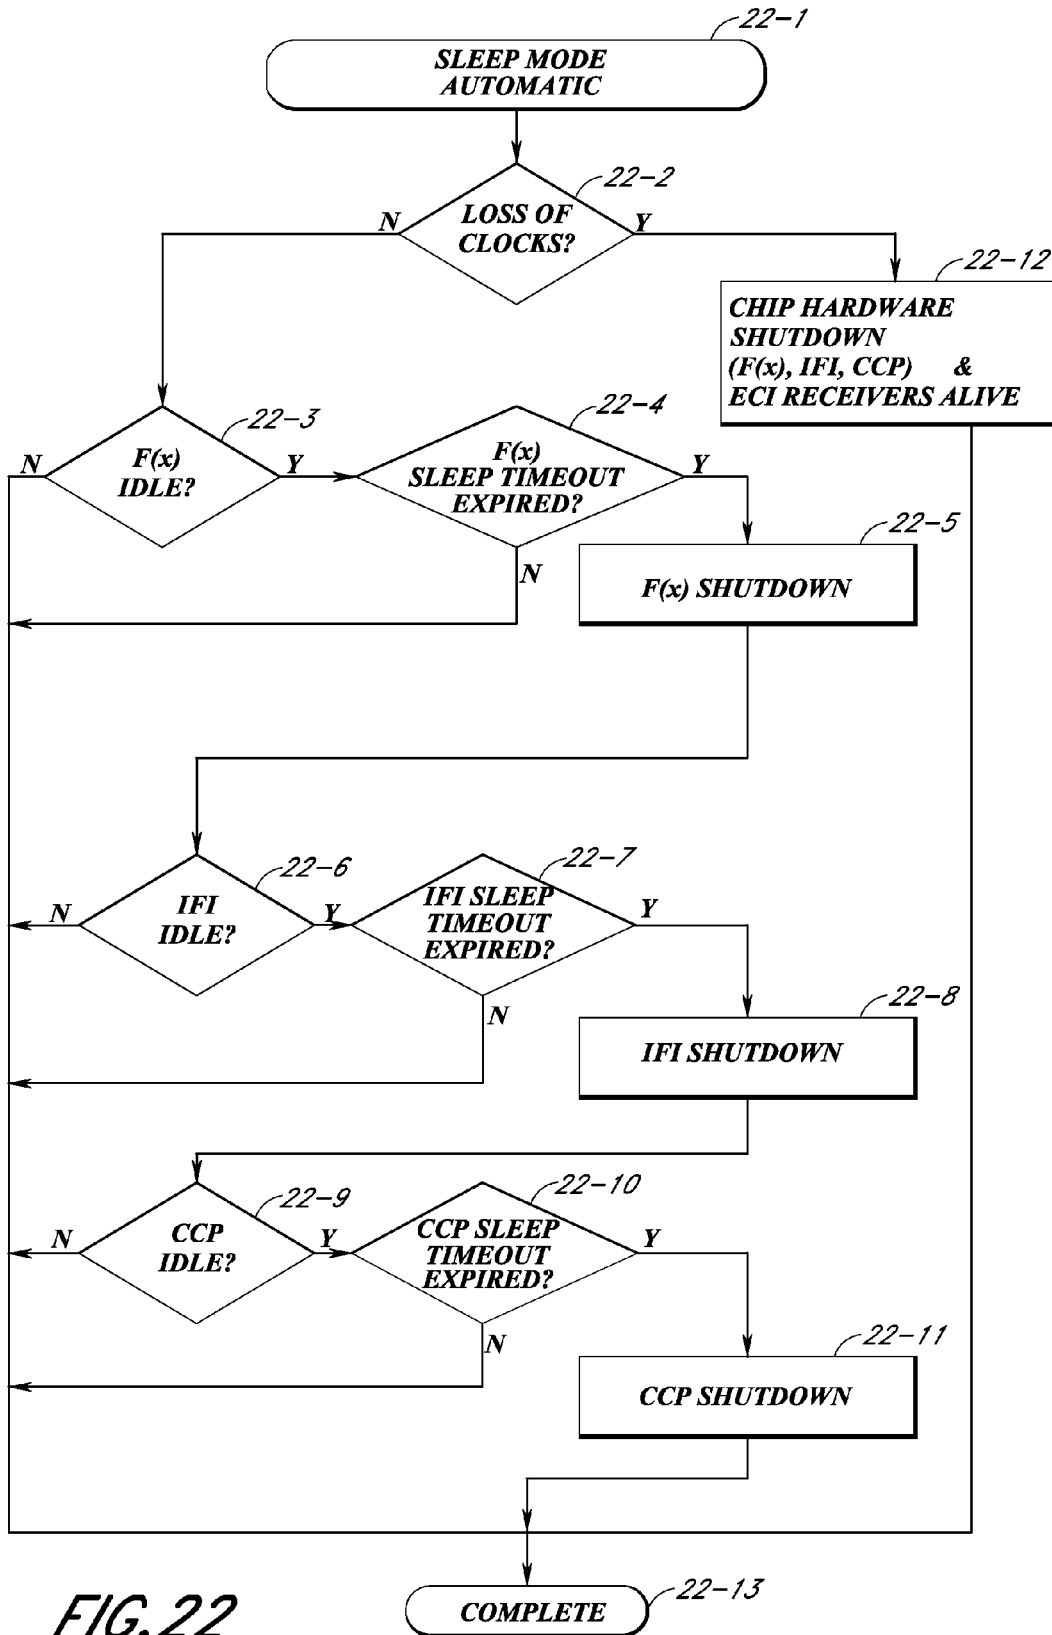 22-1
SLEEP MODE
AUTOMATIC
22-2
N
LOSS OF
CLOCKS?
Y
22-12
CHIP HARDWARE
SHUTDOWN
(F(x), IFI, CCP) &
ECI RECEIVERS ALIVE
22-3
N
F(x)
IDLE?
Y
22-4
F(x)
SLEEP TIMEOUT
EXPIRED?
Y
N
22-5
F(x) SHUTDOWN
22-6
N
IFI
IDLE?
Y
22-7
IFI SLEEP
TIMEOUT
EXPIRED?
Y
N
22-8
IFI SHUTDOWN
22-9
N
CCP
IDLE?
Y
22-10
CCP SLEEP
TIMEOUT
EXPIRED?
Y
N
22-11
CCP SHUTDOWN
22-13
COMPLETE
FIG.22